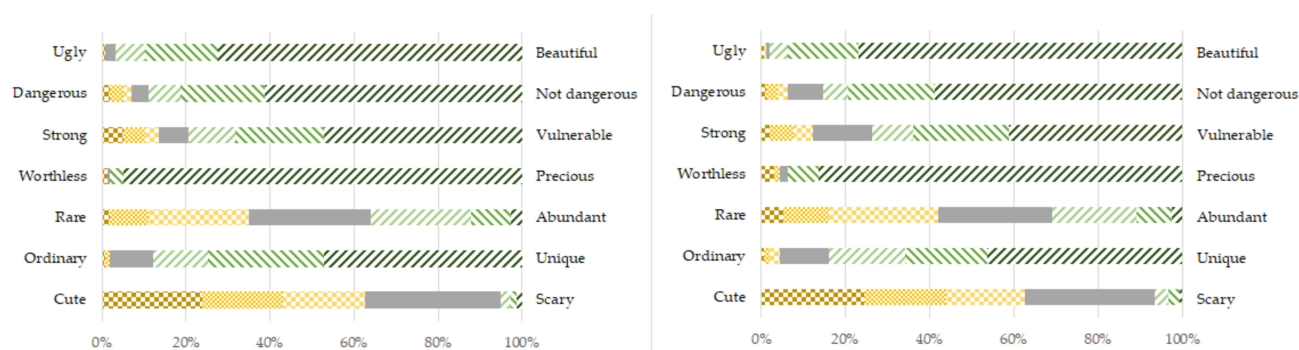 Ugly Beautiful
Dangerous Not dangerous
Strong Vulnerable
Worthless Precious
Rare Abundant
Ordinary Unique
Cute Scary
0% 20% 40% 60% 80% 100%
Ugly Beautiful
Dangerous Not dangerous
Strong Vulnerable
Worthless Precious
Rare Abundant
Ordinary Unique
Cute Scary
0% 20% 40% 60% 80% 100%